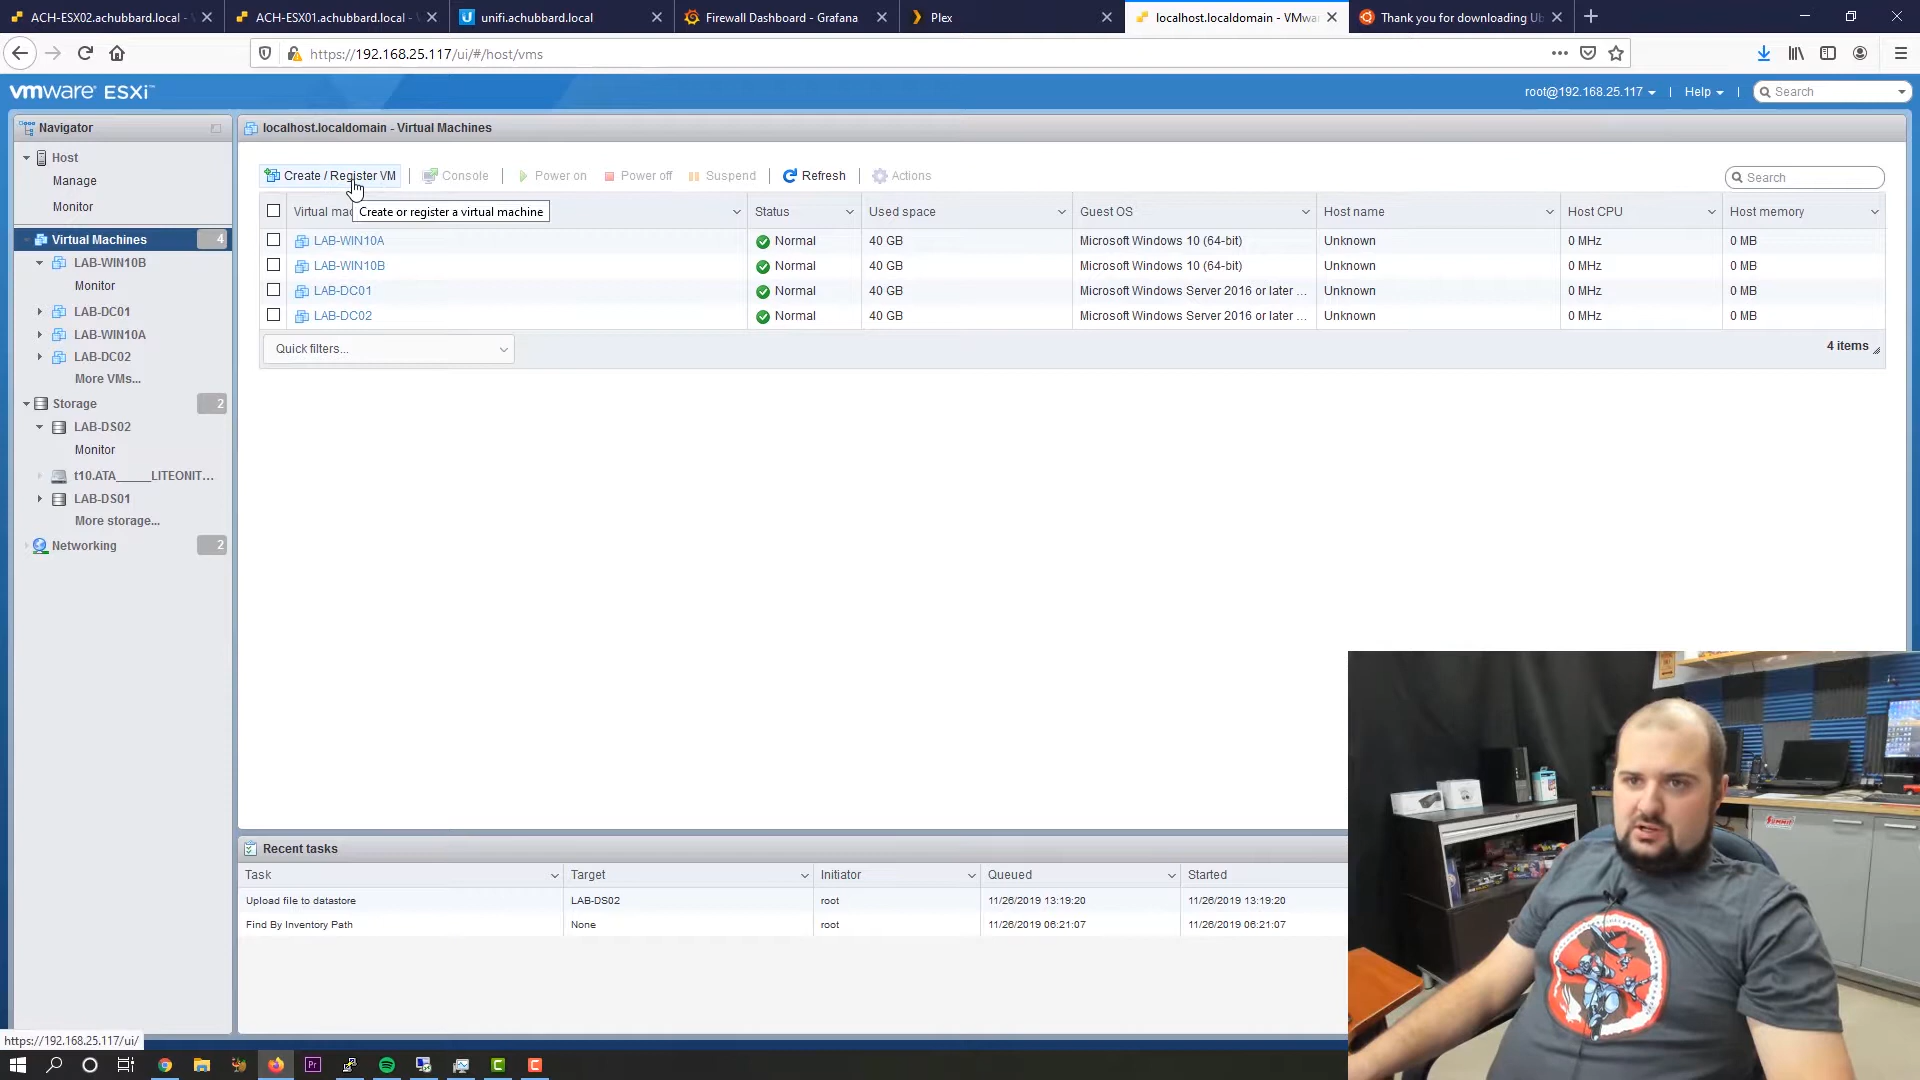 ACH-ESX02.achubbard.local -
ACH-ESX01.achubbard.local -
unifi.achubbard.local
Firewall Dashboard - Grafana
Plex
localhost.localdomain - VMwa
Thank you for downloading Ub
https://192.168.25.117/ui/#/host/vms
vmware ESXi™
root@192.168.25.117
Help
Search
Navigator
Host
Manage
Monitor
Virtual Machines 4
LAB-WIN10B
Monitor
LAB-DC01
LAB-WIN10A
LAB-DC02
More VMs...
Storage 2
LAB-DS02
Monitor
t10.ATA_____LITEONIT...
LAB-DS01
More storage...
Networking 2
localhost.localdomain - Virtual Machines
Create / Register VM Console Power on Power off Suspend Refresh Actions Search
Create or register a virtual machine
Virtual mac Status Used space Guest OS Host name Host CPU Host memory
LAB-WIN10A Normal 40 GB Microsoft Windows 10 (64-bit) Unknown 0 MHz 0 MB
LAB-WIN10B Normal 40 GB Microsoft Windows 10 (64-bit) Unknown 0 MHz 0 MB
LAB-DC01 Normal 40 GB Microsoft Windows Server 2016 or later ... Unknown 0 MHz 0 MB
LAB-DC02 Normal 40 GB Microsoft Windows Server 2016 or later ... Unknown 0 MHz 0 MB
Quick filters...
4 items
Recent tasks
Task Target Initiator Queued Started
Upload file to datastore LAB-DS02 root 11/26/2019 13:19:20 11/26/2019 13:19:20
Find By Inventory Path None root 11/26/2019 06:21:07 11/26/2019 06:21:07
Summit
https://192.168.25.117/ui/
Pr